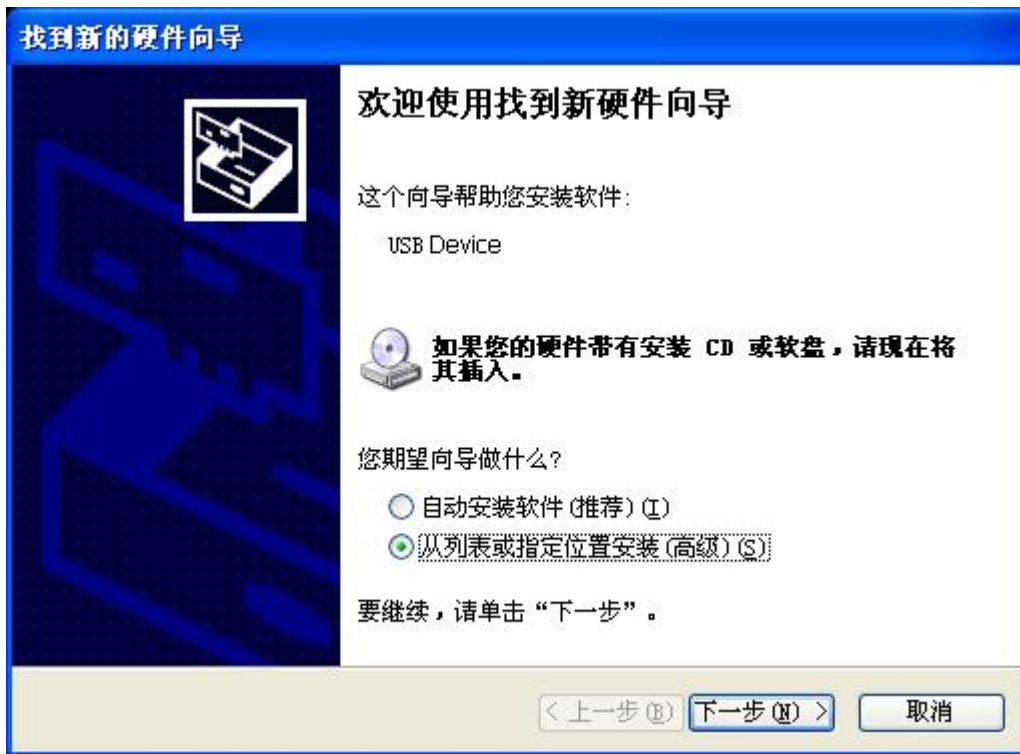 找到新的硬件向导
欢迎使用找到新硬件向导
这个向导帮助您安装软件:
USB Device
如果您的硬件带有安装 CD 或软盘，请现在将
其插入。
您期望向导做什么?
自动安装软件(推荐)(I)
从列表或指定位置安装(高级)(S)
要继续，请单击“下一步”。
< 上一步(B) 下一步(N) > 取消